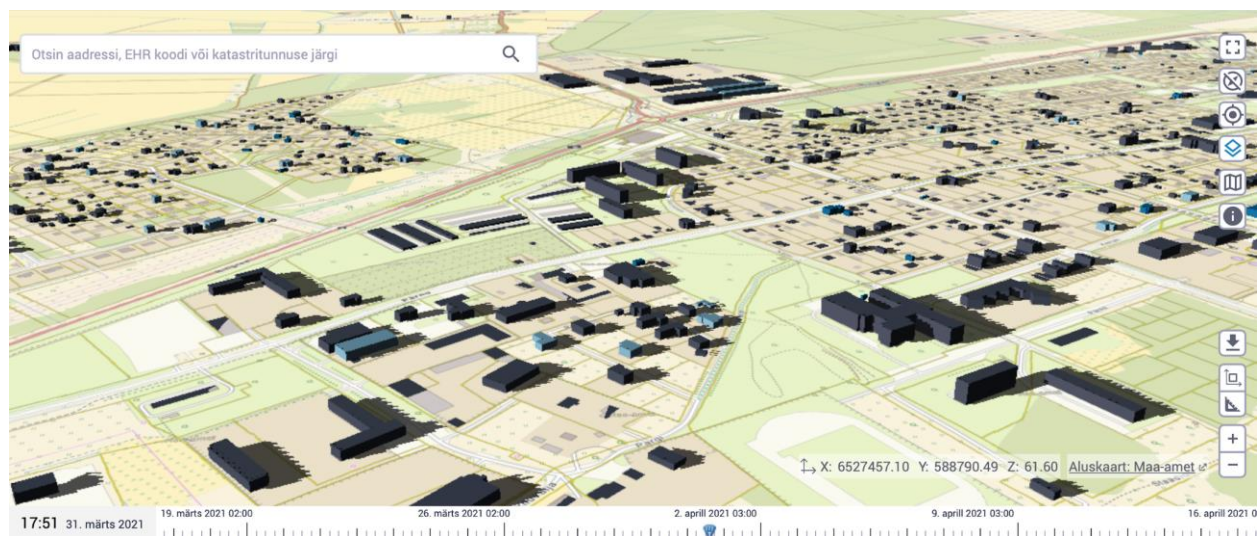 Otsin aadressi, EHR koodi või katastritunnuse järgi
X: 6527457.10 Y: 588790.49 Z: 61.60 Aluskaart: Maa-amet
17:51 31. märts 2021
19. märts 2021 02:00
26. märts 2021 02:00
2. aprill 2021 03:00
9. aprill 2021 03:00
16. aprill 2021 0